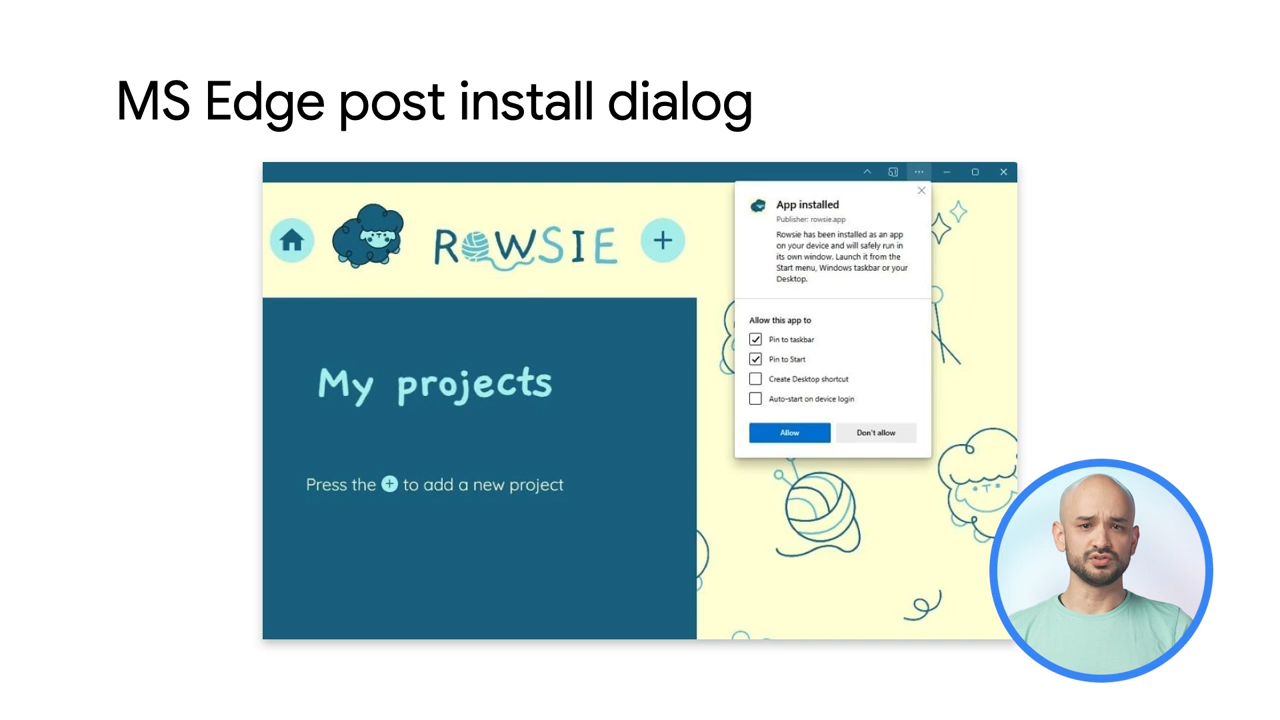 MS Edge post install dialog
ROWSIE
App installed
Publisher: rowsie.app
Rowsie has been installed as an app
on your device and will safely run in
its own window. Launch it from the
Start menu, Windows taskbar or your
Desktop.
Allow this app to
Pin to taskbar
Pin to Start
Create Desktop shortcut
Auto-start on device login
Allow
Don't allow
My projects
Press the + to add a new project